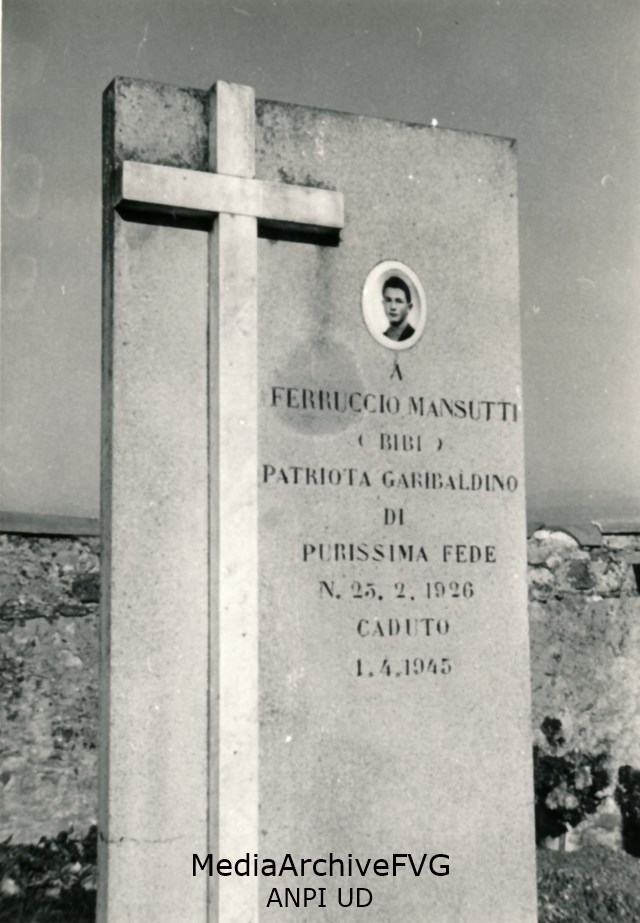 A
FERRUCCIO MANSUTTI
( BIBI )
PATRIOTA GARIBALDINO
DI
PURISSIMA FEDE
N. 25. 2. 1926
CADUTO
1.4.1945
MediaArchiveFVG
ANPI UD